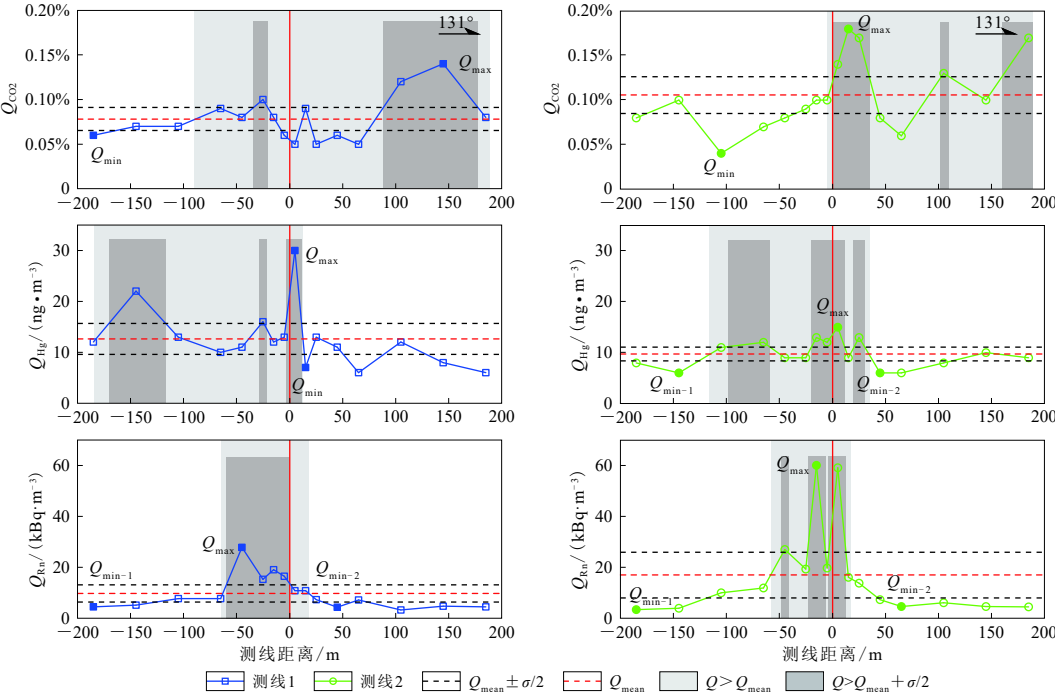 0.20%
0.15%
0.10%
0.05%
0
Q_CO2
131°
Q_max
Q_min
−200 −150 −100 −50 0 50 100 150 200
0.20%
0.15%
0.10%
0.05%
0
Q_CO2
131°
Q_max
Q_min
−200 −150 −100 −50 0 50 100 150 200
30
20
10
0
Q_Hg/(ng•m⁻³)
Q_max
Q_min
−200 −150 −100 −50 0 50 100 150 200
30
20
10
0
Q_Hg/(ng•m⁻³)
Q_max
Q_min−1
Q_min−2
−200 −150 −100 −50 0 50 100 150 200
60
40
20
0
Q_Rn/(kBq·m⁻³)
Q_max
Q_min−1
Q_min−2
−200 −150 −100 −50 0 50 100 150 200
测线距离/m
60
40
20
0
Q_Rn/(kBq·m⁻³)
Q_max
Q_min−1
Q_min−2
−200 −150 −100 −50 0 50 100 150 200
测线距离/m
测线1 测线2 Q_mean±σ/2 Q_mean Q>Q_mean Q>Q_mean+σ/2